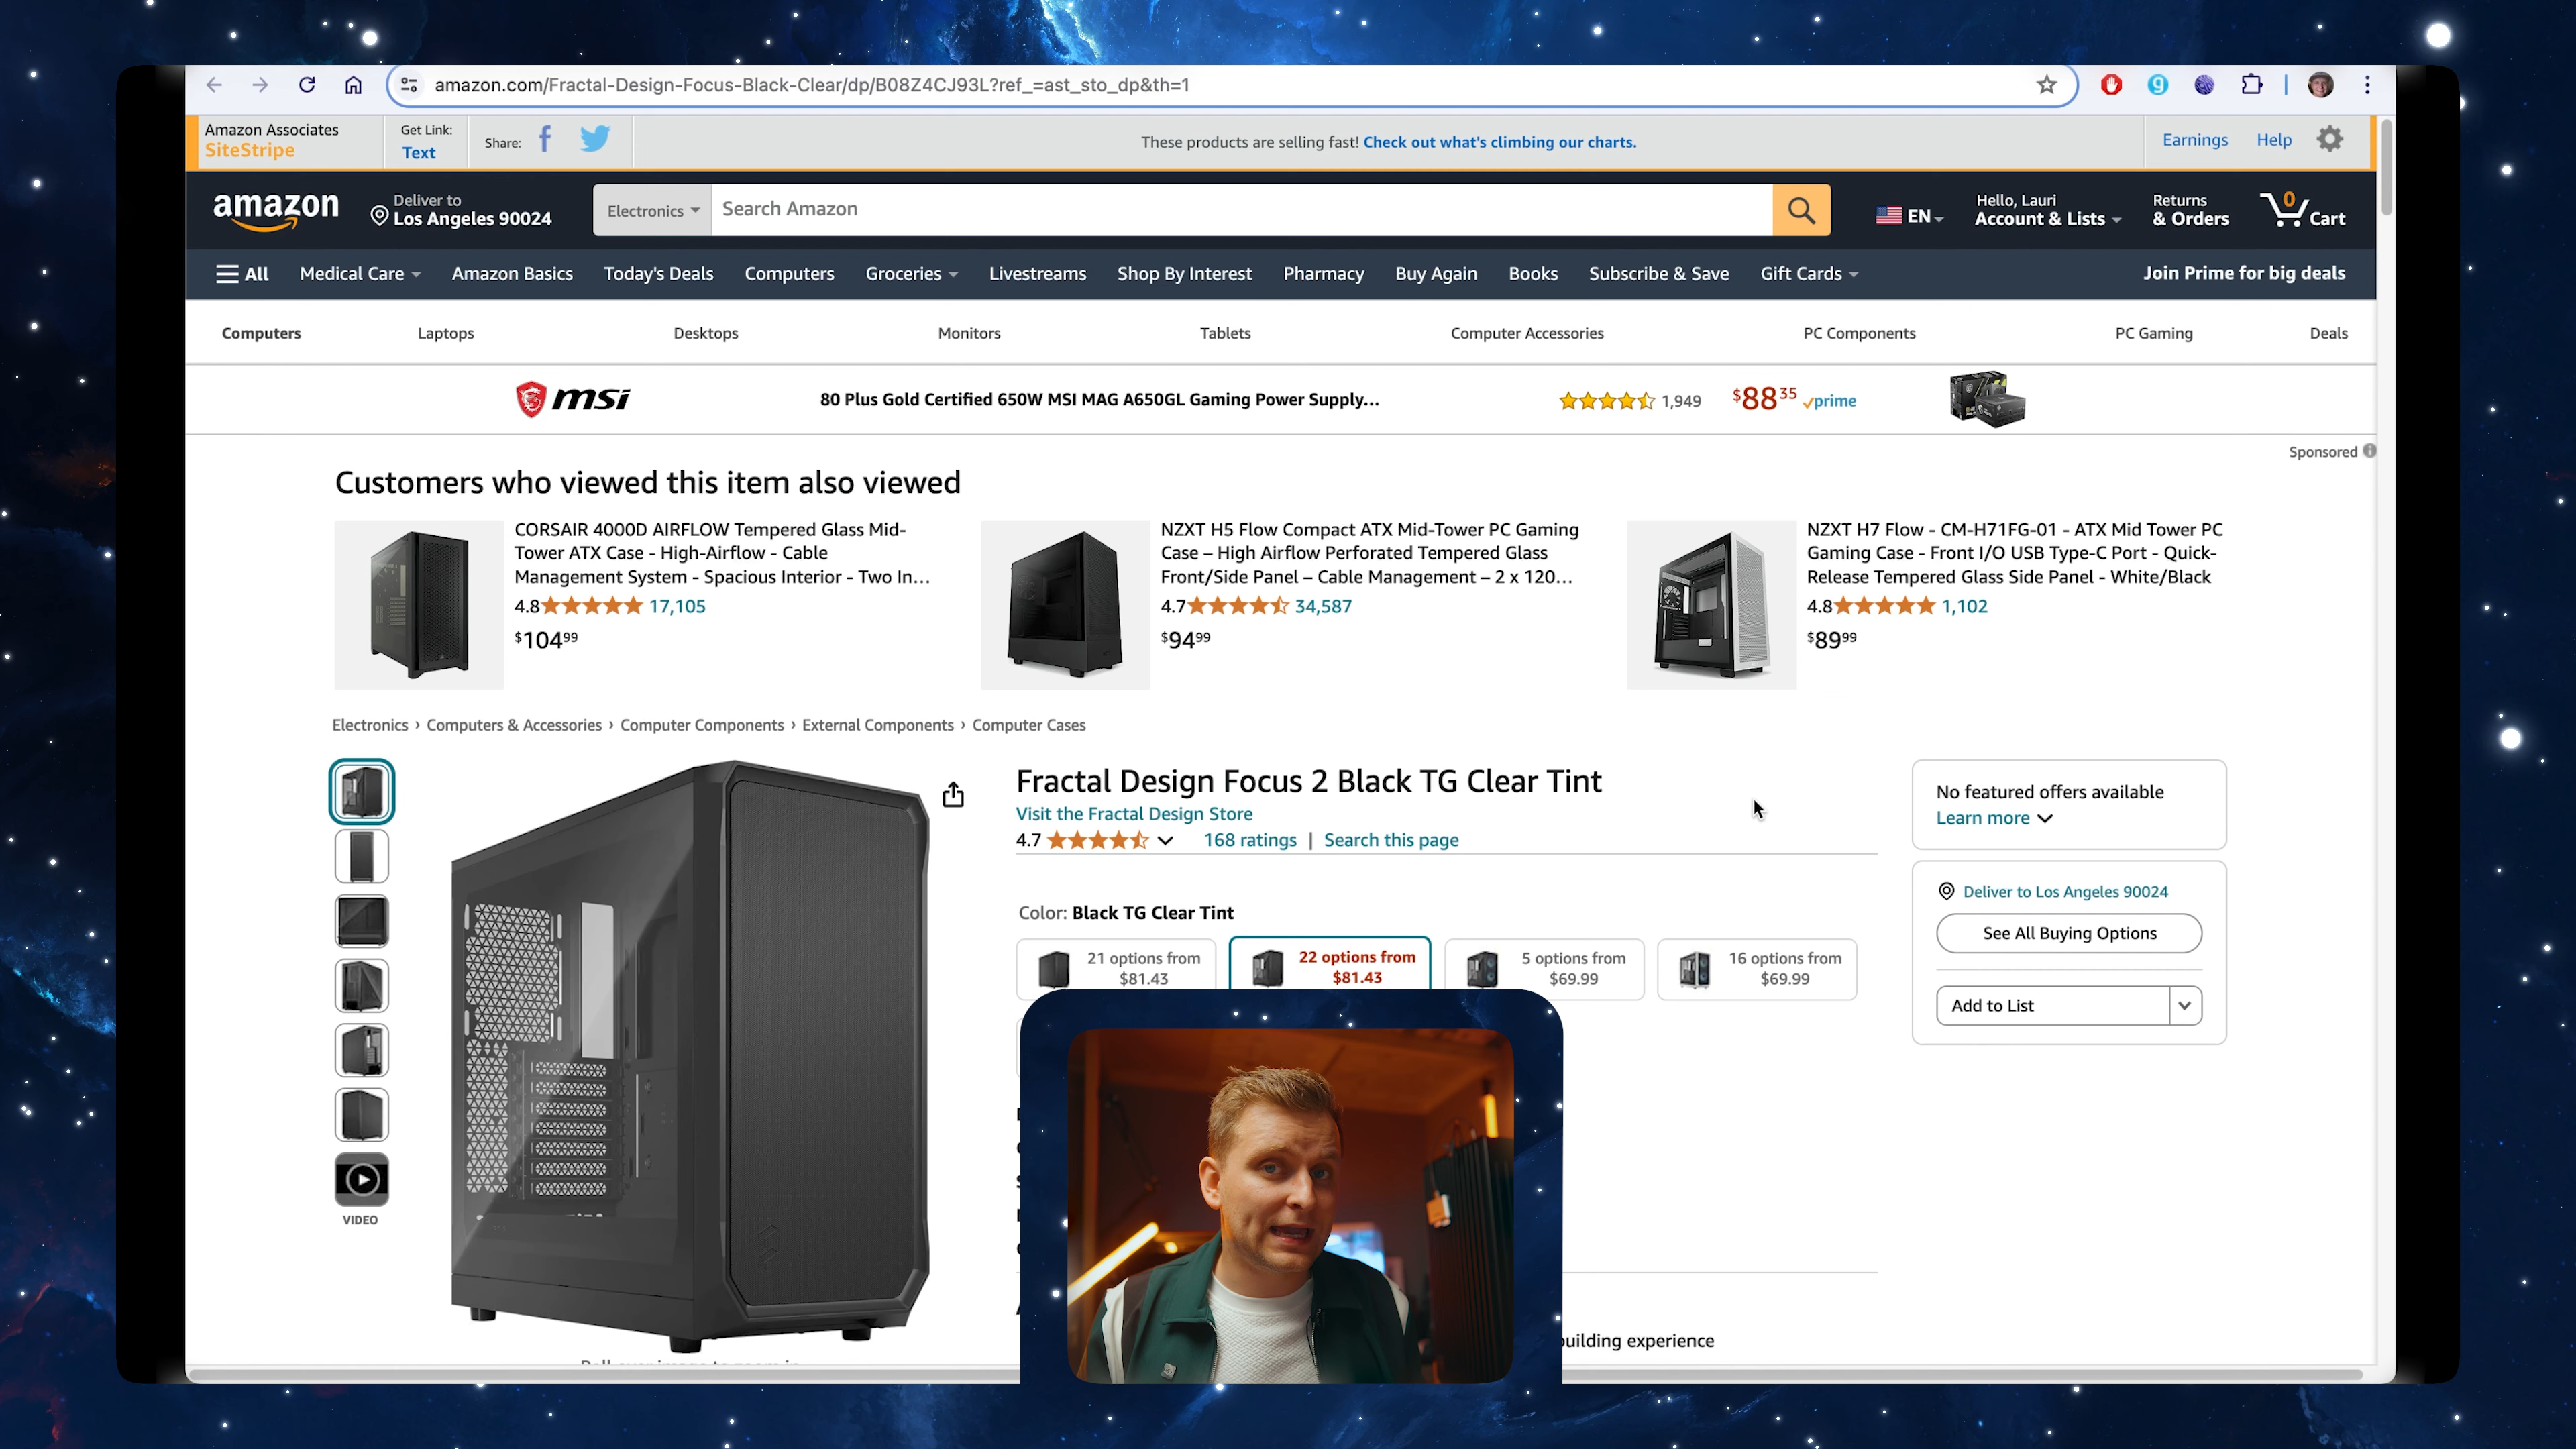 amazon.com/Fractal-Design-Focus-Black-Clear/dp/B08Z4CJ93L?ref_=ast_sto_dp&th=1
Amazon Associates
SiteStripe
Get Link:
Text
Share:
These products are selling fast! Check out what's climbing our charts.
Earnings
Help
amazon
Deliver to
Los Angeles 90024
Electronics
Search Amazon
EN
Hello, Lauri
Account & Lists
Returns
& Orders
0
Cart
All
Medical Care
Amazon Basics
Today's Deals
Computers
Groceries
Livestreams
Shop By Interest
Pharmacy
Buy Again
Books
Subscribe & Save
Gift Cards
Join Prime for big deals
Computers
Laptops
Desktops
Monitors
Tablets
Computer Accessories
PC Components
PC Gaming
Deals
msi
80 Plus Gold Certified 650W MSI MAG A650GL Gaming Power Supply...
1,949
$88 35
prime
Sponsored
Customers who viewed this item also viewed
CORSAIR 4000D AIRFLOW Tempered Glass Mid-
Tower ATX Case - High-Airflow - Cable
Management System - Spacious Interior - Two In...
4.8 17,105
$104 99
NZXT H5 Flow Compact ATX Mid-Tower PC Gaming
Case – High Airflow Perforated Tempered Glass
Front/Side Panel – Cable Management – 2 x 120...
4.7 34,587
$94 99
NZXT H7 Flow - CM-H71FG-01 - ATX Mid Tower PC
Gaming Case - Front I/O USB Type-C Port - Quick-
Release Tempered Glass Side Panel - White/Black
4.8 1,102
$89 99
Electronics › Computers & Accessories › Computer Components › External Components › Computer Cases
VIDEO
Fractal Design Focus 2 Black TG Clear Tint
Visit the Fractal Design Store
4.7 168 ratings | Search this page
Color: Black TG Clear Tint
21 options from
$81.43
22 options from
$81.43
5 options from
$69.99
16 options from
$69.99
building experience
No featured offers available
Learn more
Deliver to Los Angeles 90024
See All Buying Options
Add to List